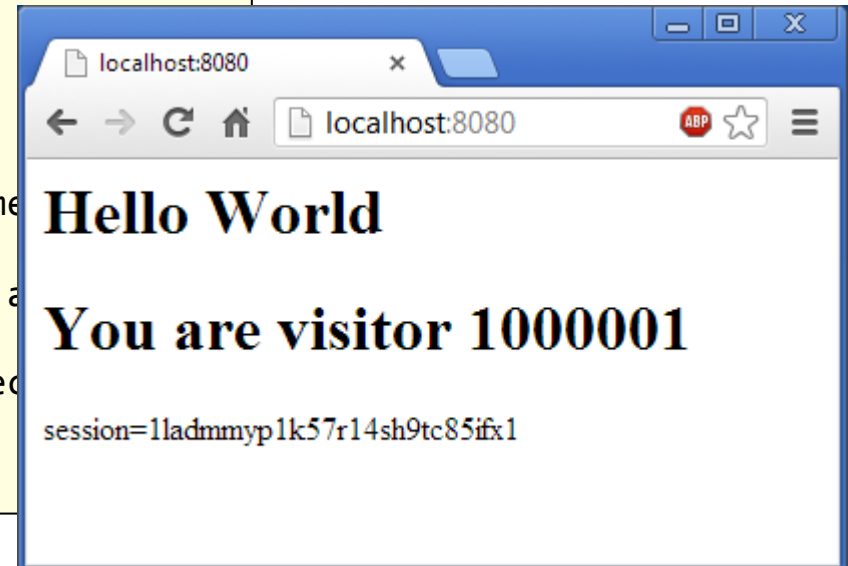 localhost:8080
localhost:8080
ABP
Hello World
You are visitor 1000001
session=1ladmmyp1k57r14sh9tc85ifx1